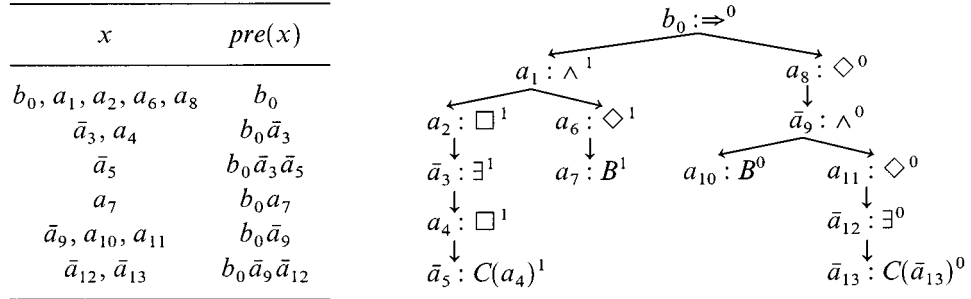 x pre(x)
b₀, a₁, a₂, a₆, a₈ b₀
ā₃, a₄ b₀ā₃
ā₅ b₀ā₃ā₅
a₇ b₀a₇
ā₉, a₁₀, a₁₁ b₀ā₉
ā₁₂, ā₁₃ b₀ā₉ā₁₂
b₀ : ⇒⁰
a₁ : ∧¹ a₈ : ◇⁰
a₂ : □¹ a₆ : ◇¹ ā₉ : ∧⁰
ā₃ : ∃¹ a₇ : B¹ a₁₀ : B⁰ a₁₁ : ◇⁰
a₄ : □¹ ā₁₂ : ∃⁰
ā₅ : C(a₄)¹ ā₁₃ : C(ā₁₃)⁰